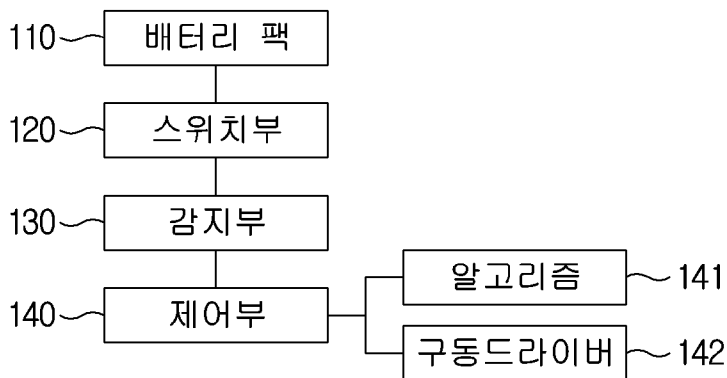 110 배터리 팩
120 스위치부
130 감지부
알고리즘 141
140 제어부
구동드라이버 142